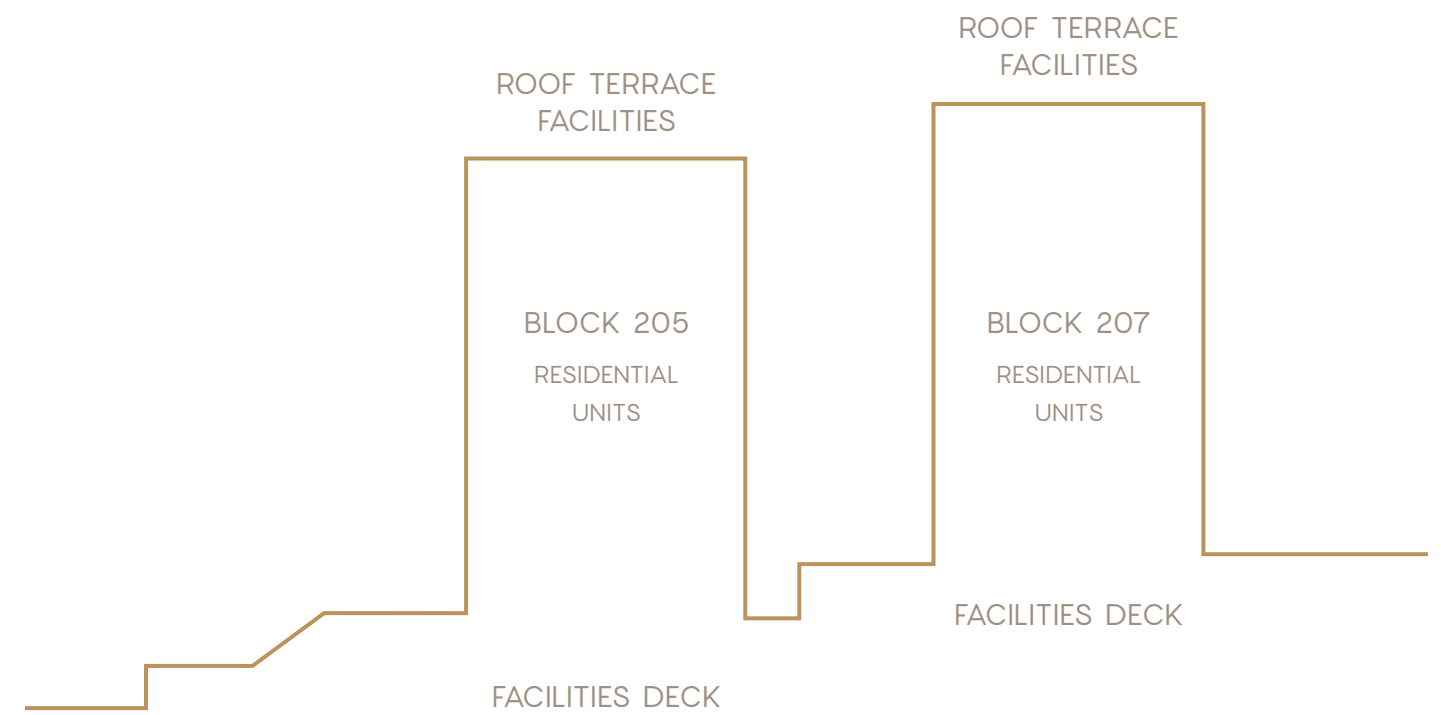 ROOF TERRACE
FACILITIES
BLOCK 205
RESIDENTIAL
UNITS
FACILITIES DECK
ROOF TERRACE
FACILITIES
BLOCK 207
RESIDENTIAL
UNITS
FACILITIES DECK